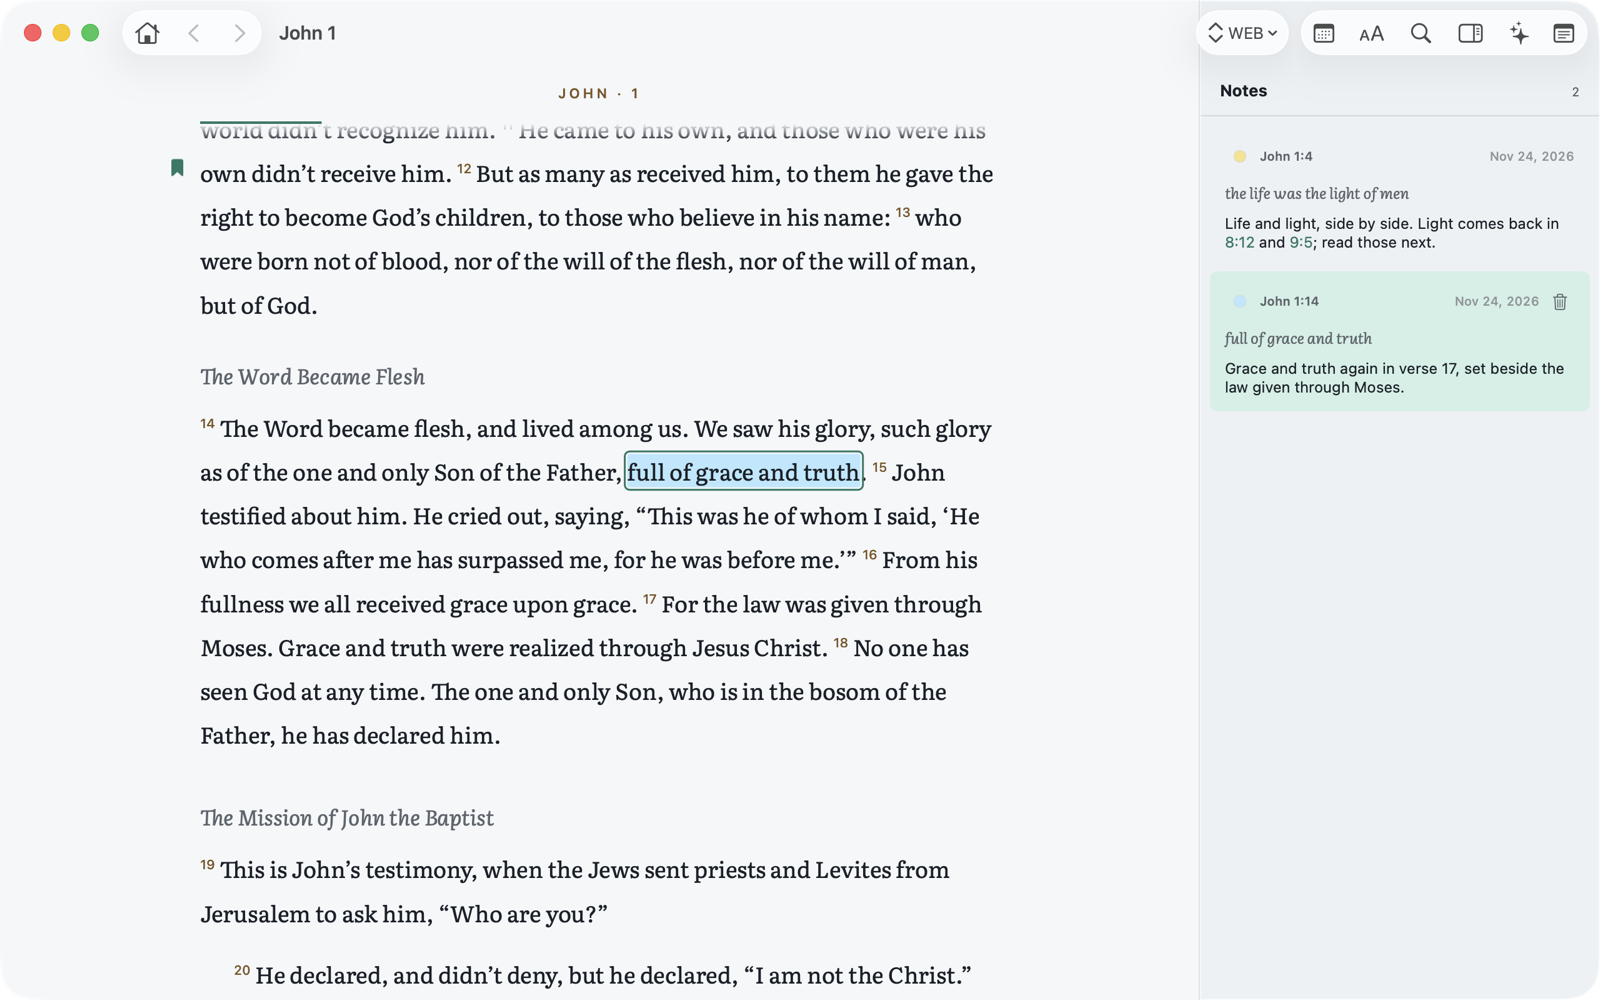 John 1
WEB
AA
JOHN · 1
world didn’t recognize him. 11 He came to his own, and those who were his
own didn’t receive him. 12 But as many as received him, to them he gave the
right to become God’s children, to those who believe in his name: 13 who
were born not of blood, nor of the will of the flesh, nor of the will of man,
but of God.
The Word Became Flesh
14 The Word became flesh, and lived among us. We saw his glory, such glory
as of the one and only Son of the Father, full of grace and truth. 15 John
testified about him. He cried out, saying, “This was he of whom I said, ‘He
who comes after me has surpassed me, for he was before me.’” 16 From his
fullness we all received grace upon grace. 17 For the law was given through
Moses. Grace and truth were realized through Jesus Christ. 18 No one has
seen God at any time. The one and only Son, who is in the bosom of the
Father, he has declared him.
The Mission of John the Baptist
19 This is John’s testimony, when the Jews sent priests and Levites from
Jerusalem to ask him, “Who are you?”
20 He declared, and didn’t deny, but he declared, “I am not the Christ.”
Notes 2
John 1:4 Nov 24, 2026
the life was the light of men
Life and light, side by side. Light comes back in
8:12 and 9:5; read those next.
John 1:14 Nov 24, 2026
full of grace and truth
Grace and truth again in verse 17, set beside the
law given through Moses.